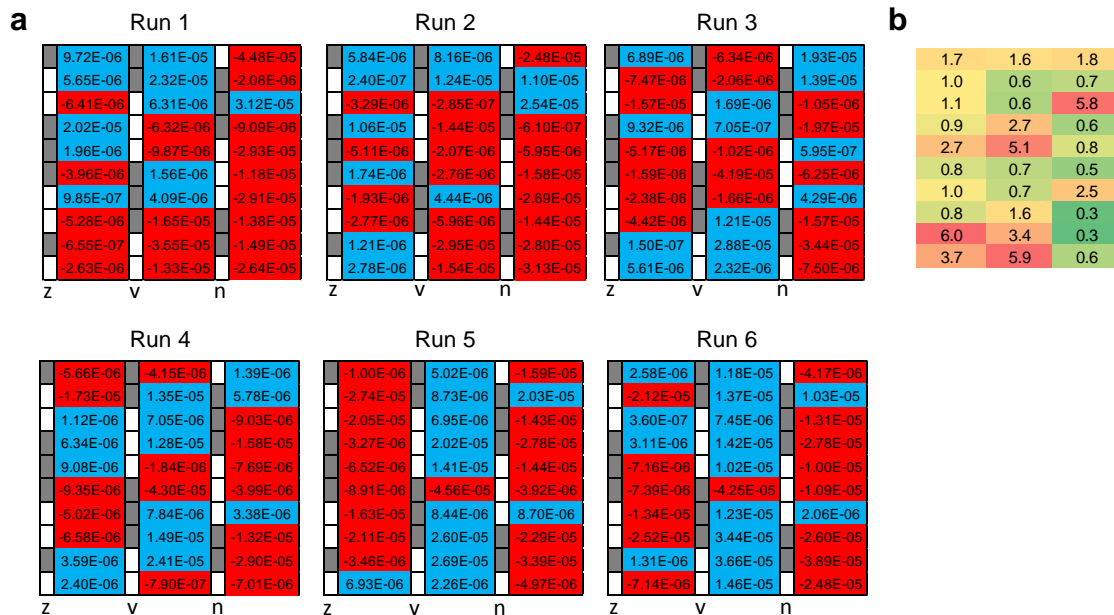 a
b
Run 1
Run 2
Run 3
9.72E-06 1.61E-05 -4.48E-05
5.65E-06 2.32E-05 -2.08E-06
-6.41E-06 6.31E-06 3.12E-05
2.02E-05 -6.32E-06 -9.09E-06
1.96E-06 -9.87E-06 -2.93E-05
-3.96E-06 1.56E-06 -1.18E-05
9.85E-07 4.09E-06 -2.91E-05
-5.28E-06 -1.65E-05 -1.38E-05
-6.55E-07 -3.55E-05 -1.49E-05
-2.63E-06 -1.33E-05 -2.64E-05
z v n
5.84E-06 8.16E-06 -2.48E-05
2.40E-07 1.24E-05 1.10E-05
-3.29E-06 -2.85E-07 2.54E-05
1.06E-05 -1.44E-05 -6.10E-07
-5.11E-06 -2.07E-06 -5.95E-06
1.74E-06 -2.76E-06 -1.58E-05
-1.93E-06 4.44E-06 -2.69E-05
-2.77E-06 -5.96E-06 -1.44E-05
1.21E-06 -2.95E-05 -2.80E-05
2.78E-06 -1.54E-05 -3.13E-05
z v n
6.89E-06 -6.34E-06 1.93E-05
-7.47E-06 -2.06E-05 1.39E-05
-1.57E-05 1.69E-06 -1.05E-06
9.32E-06 7.05E-07 -1.97E-05
-5.17E-06 -1.02E-06 5.95E-07
-1.59E-06 -4.19E-05 -6.25E-06
-2.38E-06 -1.66E-05 4.29E-06
-4.42E-06 1.21E-05 -1.57E-05
1.50E-07 2.88E-05 -3.44E-05
5.61E-06 2.32E-06 -7.50E-06
z v n
1.7 1.6 1.8
1.0 0.6 0.7
1.1 0.6 5.8
0.9 2.7 0.6
2.7 5.1 0.8
0.8 0.7 0.5
1.0 0.7 2.5
0.8 1.6 0.3
6.0 3.4 0.3
3.7 5.9 0.6
Run 4
Run 5
Run 6
-5.66E-06 -4.15E-06 1.39E-06
-1.73E-05 1.35E-05 5.78E-06
1.12E-06 7.05E-06 -9.03E-06
6.34E-06 1.28E-05 -1.58E-05
9.08E-06 -1.84E-06 -7.69E-06
-9.35E-06 -4.30E-05 -3.99E-06
-5.02E-06 7.84E-06 3.38E-06
-6.58E-06 1.49E-05 -1.32E-05
3.59E-06 2.41E-05 -2.90E-05
2.40E-06 -7.90E-07 -7.01E-06
z v n
-1.00E-06 5.02E-06 -1.59E-05
-2.74E-05 8.73E-06 2.03E-05
-2.05E-05 6.95E-06 -1.43E-05
-3.27E-06 2.02E-05 -2.78E-05
-6.52E-06 1.41E-05 -1.44E-05
-8.91E-06 -4.56E-05 -3.92E-06
-1.63E-05 8.44E-06 8.70E-06
-2.11E-05 2.60E-05 -2.29E-05
-3.46E-06 2.69E-05 -3.39E-05
6.93E-06 2.26E-06 -4.97E-06
z v n
2.58E-06 1.18E-05 -4.17E-06
-2.12E-05 1.37E-05 1.03E-05
3.60E-07 7.45E-06 -1.31E-05
3.11E-06 1.42E-05 -2.78E-05
-7.16E-06 1.02E-05 -1.00E-05
-7.39E-06 -4.25E-05 -1.09E-05
-1.34E-05 1.23E-05 2.06E-06
-2.52E-05 3.44E-05 -2.60E-05
1.31E-06 3.66E-05 -3.89E-05
-7.14E-06 1.46E-05 -2.48E-05
z v n